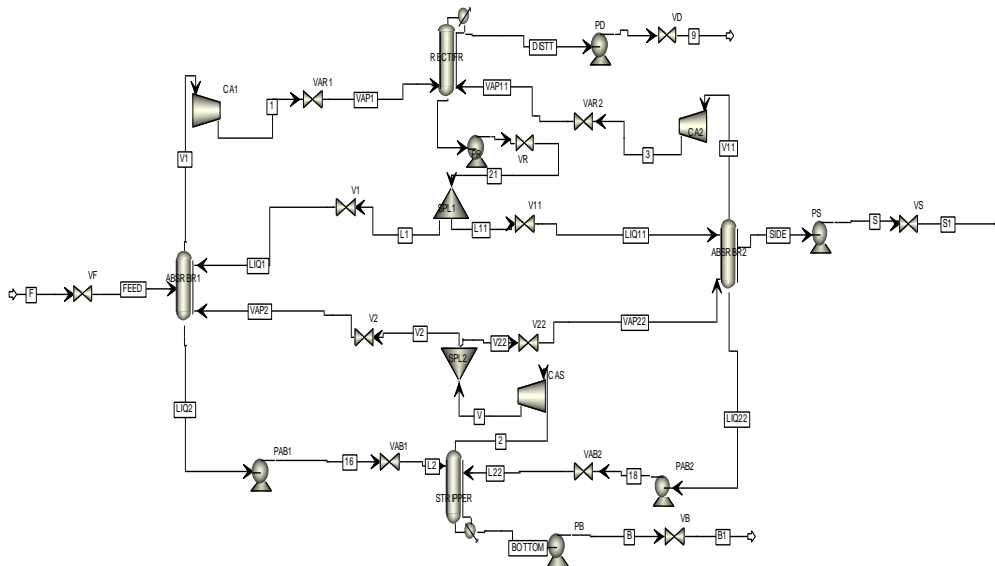 PD
VD
9
DISTT
RECTIFR
CA1
VAR1
1
VAP1
VAP11
VAR2
CA2
3
V11
V1
PR
VR
21
SPL1
V1
L1
L11
V11
LIQ11
LIQ1
ABSRBR1
ABSRBR2
SIDE
PS
S
VS
S1
F
VF
FEED
VAP2
V2
V2
V22
V22
VAP22
SPL2
CAS
V
2
LIQ2
LIQ22
PAB1
16
VAB1
L2
L22
VAB2
18
PAB2
STRIPPER
BOTTOM
PB
B
VB
B1